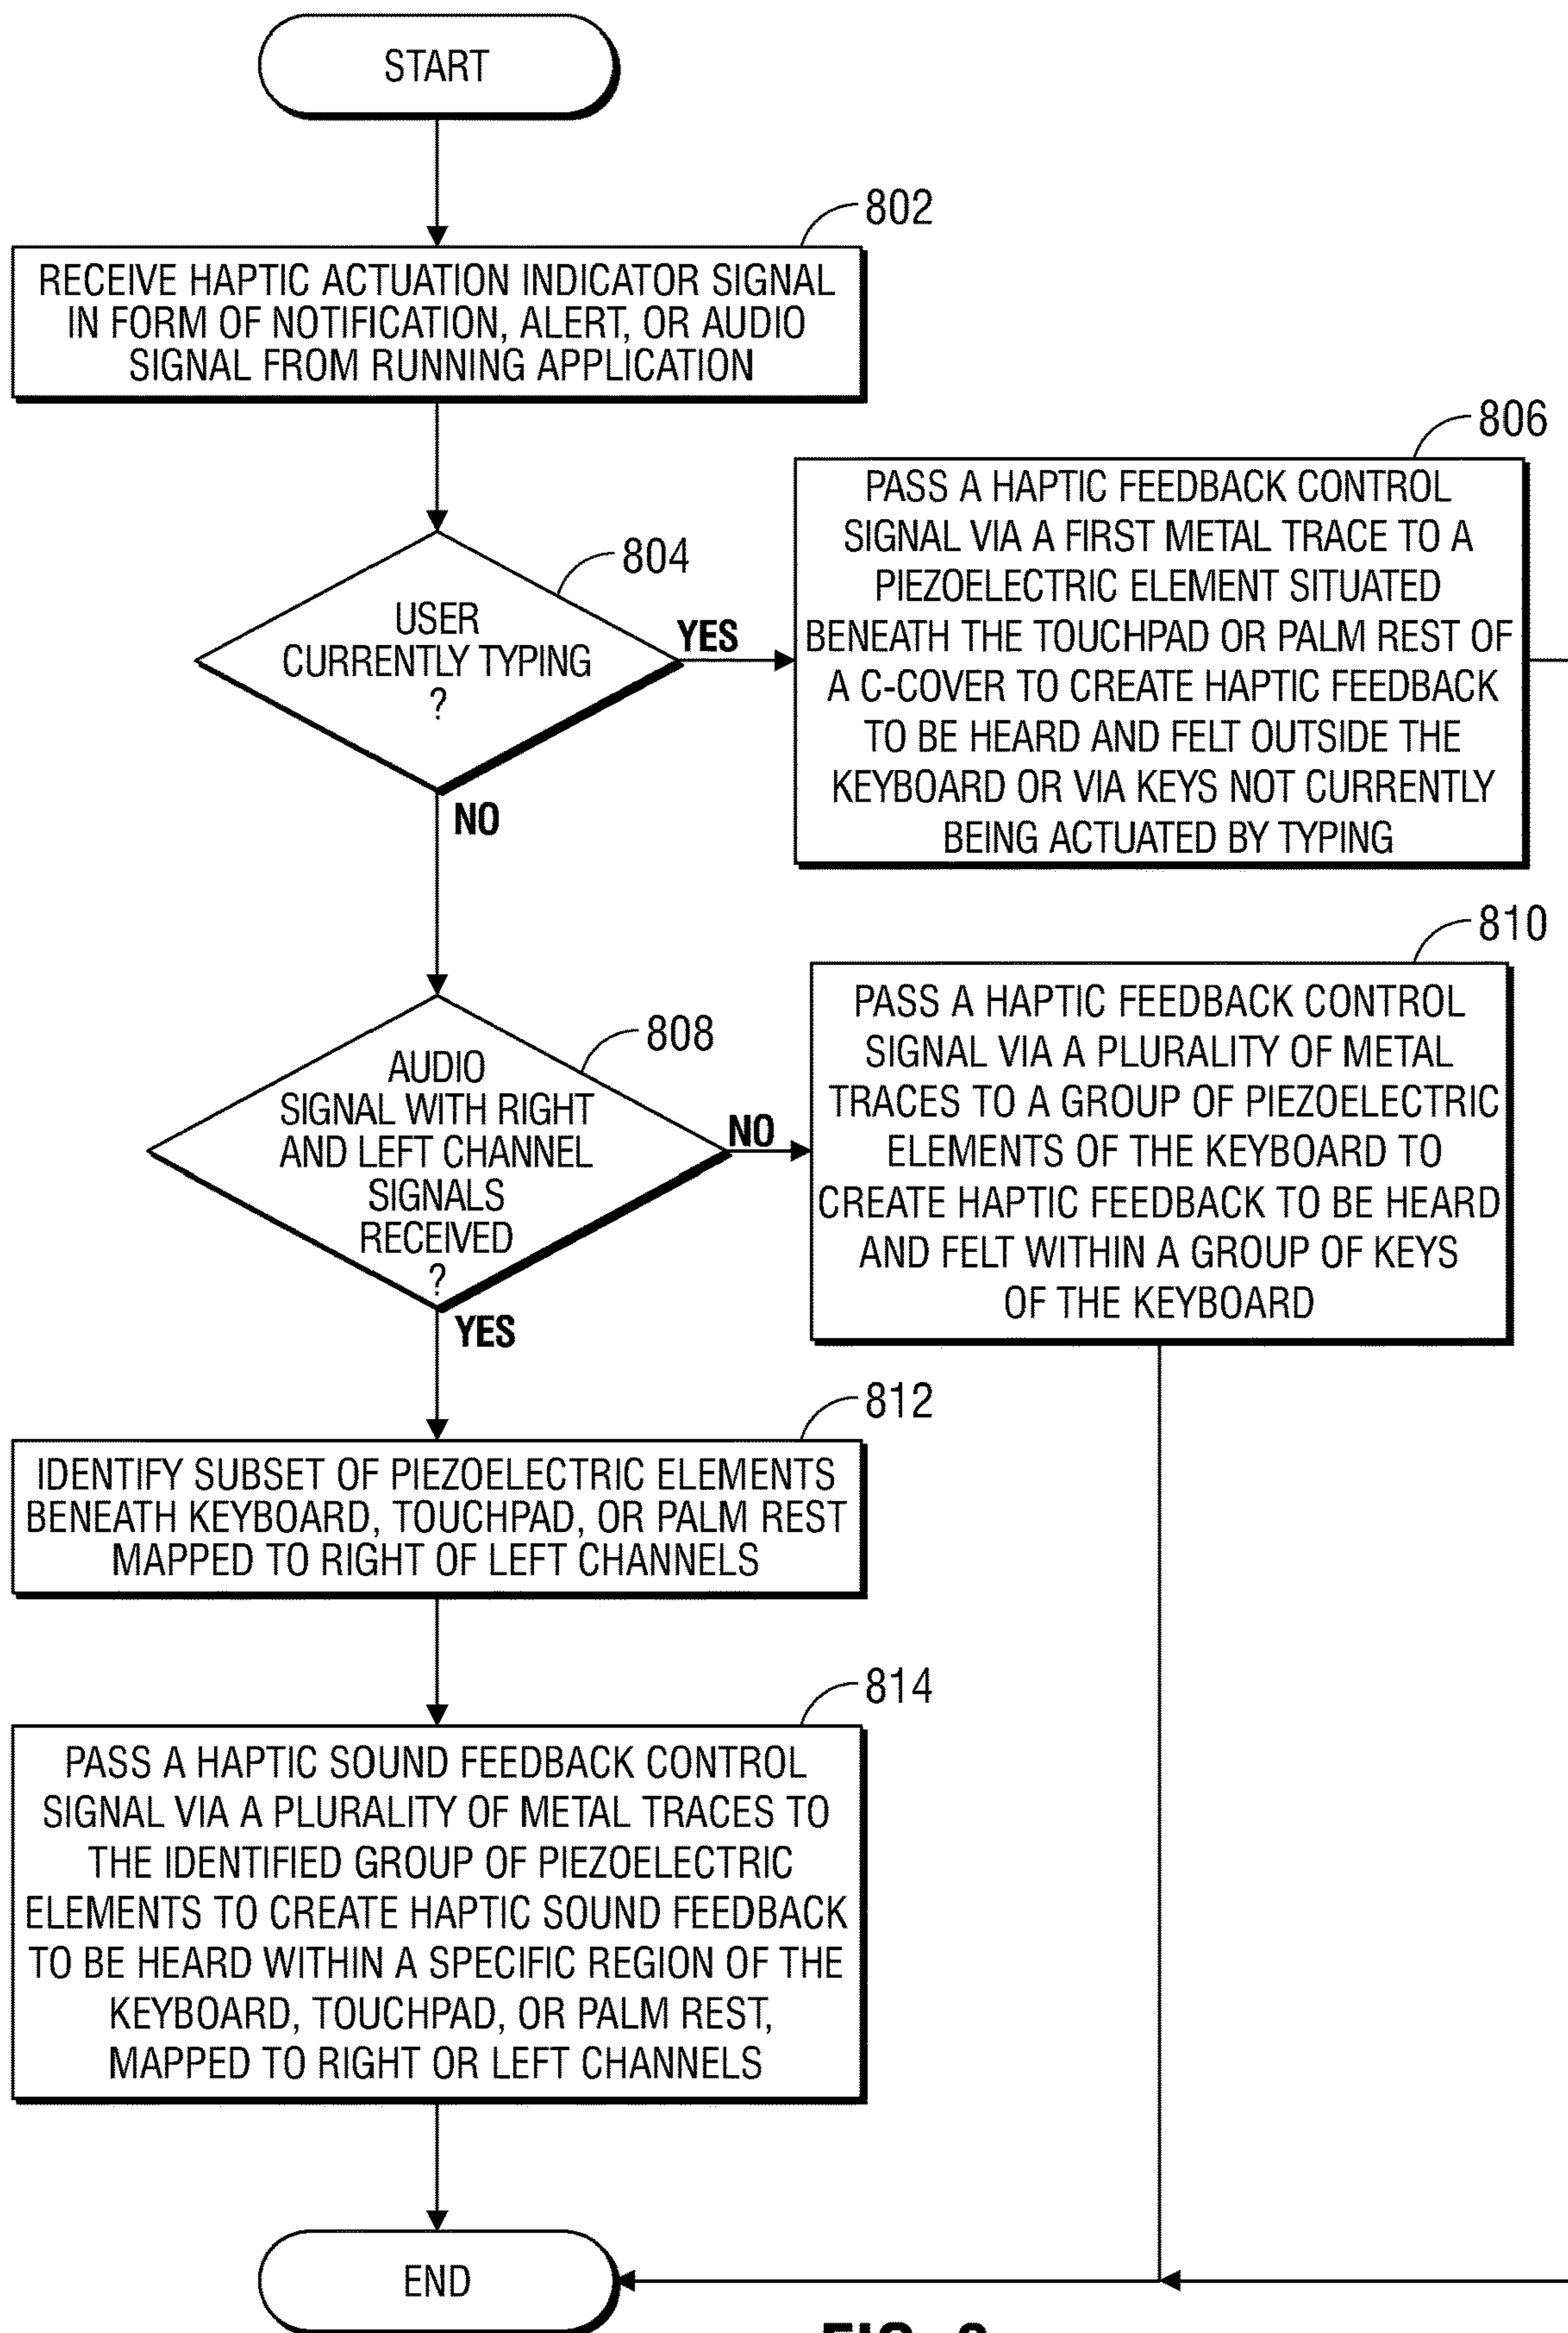 START
802
RECEIVE HAPTIC ACTUATION INDICATOR SIGNAL
IN FORM OF NOTIFICATION, ALERT, OR AUDIO
SIGNAL FROM RUNNING APPLICATION
804
USER
CURRENTLY TYPING
?
YES
NO
806
PASS A HAPTIC FEEDBACK CONTROL
SIGNAL VIA A FIRST METAL TRACE TO A
PIEZOELECTRIC ELEMENT SITUATED
BENEATH THE TOUCHPAD OR PALM REST OF
A C-COVER TO CREATE HAPTIC FEEDBACK
TO BE HEARD AND FELT OUTSIDE THE
KEYBOARD OR VIA KEYS NOT CURRENTLY
BEING ACTUATED BY TYPING
808
AUDIO
SIGNAL WITH RIGHT
AND LEFT CHANNEL
SIGNALS
RECEIVED
?
NO
YES
810
PASS A HAPTIC FEEDBACK CONTROL
SIGNAL VIA A PLURALITY OF METAL
TRACES TO A GROUP OF PIEZOELECTRIC
ELEMENTS OF THE KEYBOARD TO
CREATE HAPTIC FEEDBACK TO BE HEARD
AND FELT WITHIN A GROUP OF KEYS
OF THE KEYBOARD
812
IDENTIFY SUBSET OF PIEZOELECTRIC ELEMENTS
BENEATH KEYBOARD, TOUCHPAD, OR PALM REST
MAPPED TO RIGHT OF LEFT CHANNELS
814
PASS A HAPTIC SOUND FEEDBACK CONTROL
SIGNAL VIA A PLURALITY OF METAL TRACES TO
THE IDENTIFIED GROUP OF PIEZOELECTRIC
ELEMENTS TO CREATE HAPTIC SOUND FEEDBACK
TO BE HEARD WITHIN A SPECIFIC REGION OF THE
KEYBOARD, TOUCHPAD, OR PALM REST,
MAPPED TO RIGHT OR LEFT CHANNELS
END